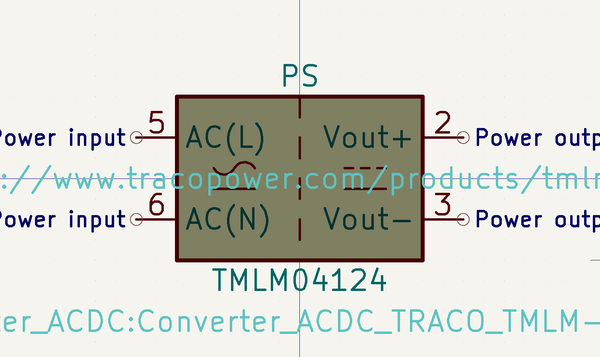 PS
Power input 5 AC(L) Vout+ 2 Power outp
://www.tracopower.com/products/tmlm
Power input 6 AC(N) Vout− 3 Power outp
TMLM04124
er_ACDC:Converter_ACDC_TRACO_TMLM-